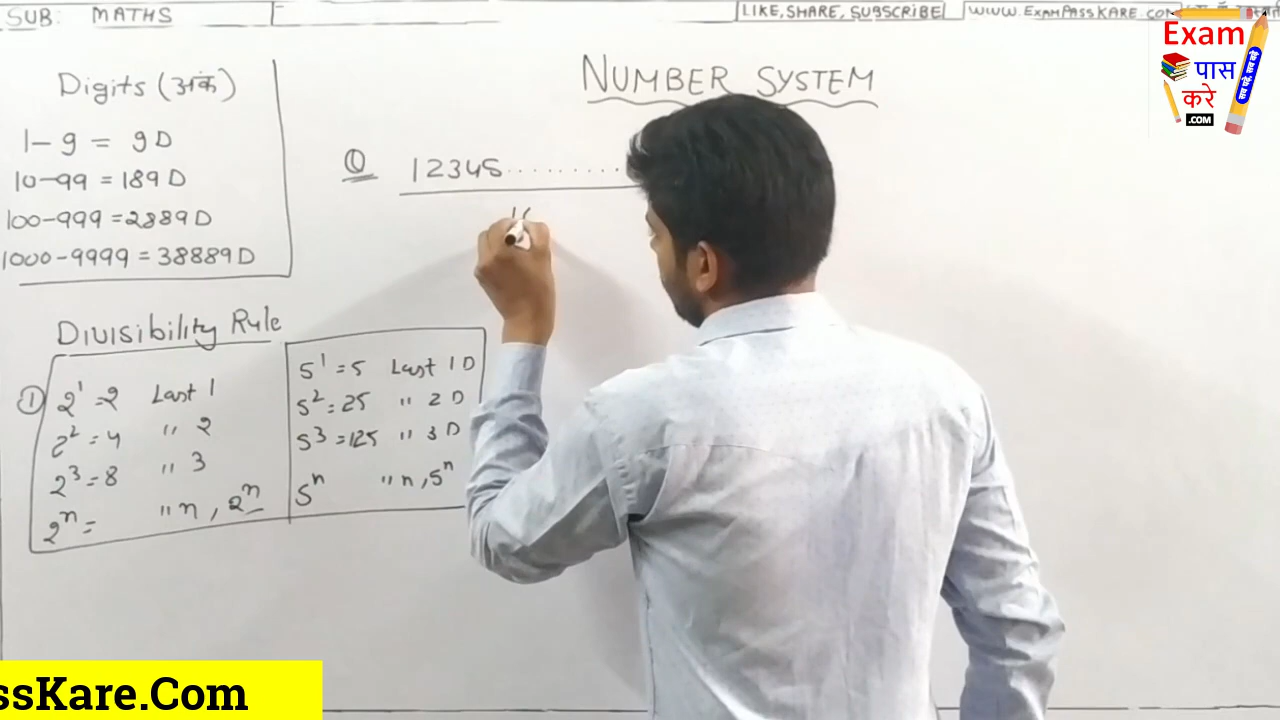 SUB: MATHS
LIKE, SHARE, SUBSCRIBE
WWW.EXAMPASSKARE.COM
Exam
पास
करे
.COM
NUMBER SYSTEM
Digits (अंक)
1-9 = 9D
10-99 = 189 D
100-999 = 2889 D
1000-9999 = 38889 D
Q 12345.........
Divisibility Rule
① 2¹ = 2 Last 1
2² = 4 " 2
2³ = 8 " 3
2ⁿ = " n, 2ⁿ
5¹ = 5 Last 1 D
5² = 25 " 2 D
5³ = 125 " 3 D
5ⁿ " n, 5ⁿ
ssKare.Com